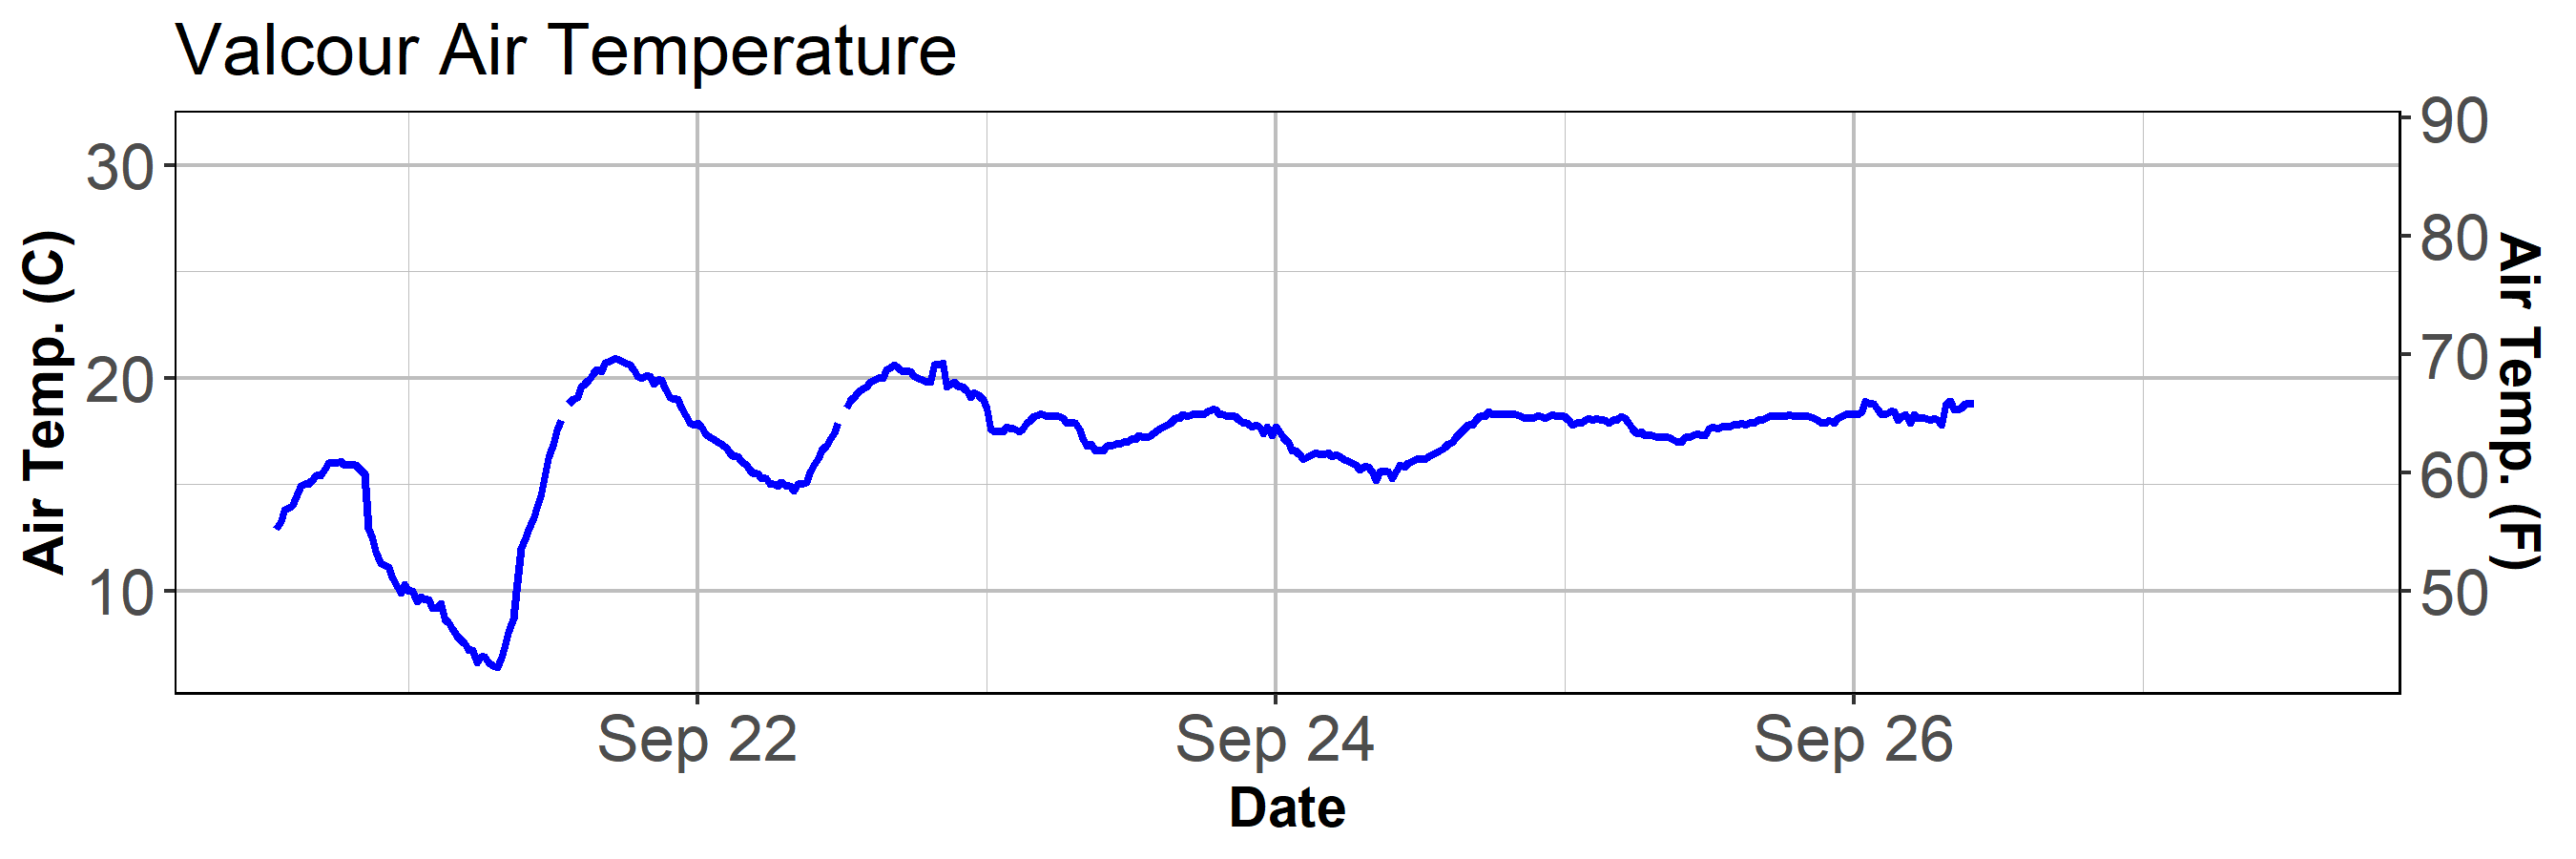 Valcour Air Temperature
Air Temp. (C)
30
20
10
90
80
70
60
50
Air Temp. (F)
Sep 22
Sep 24
Sep 26
Date